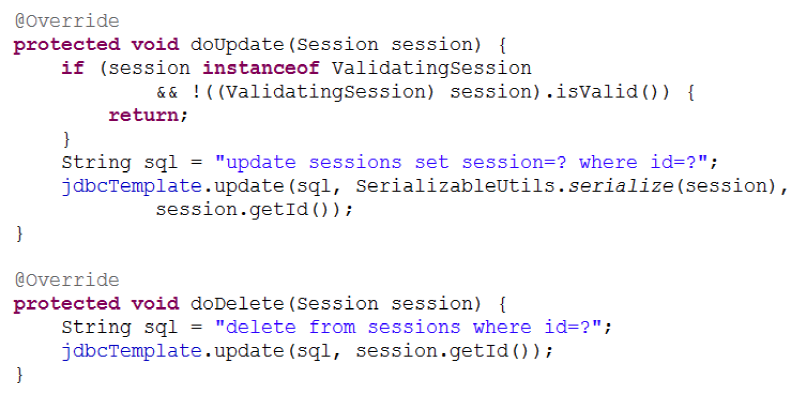 @Override
protected void doUpdate(Session session) {
    if (session instanceof ValidatingSession
            && !((ValidatingSession) session).isValid()) {
        return;
    }
    String sql = "update sessions set session=? where id=?";
    jdbcTemplate.update(sql, SerializableUtils.serialize(session),
            session.getId());
}
@Override
protected void doDelete(Session session) {
    String sql = "delete from sessions where id=?";
    jdbcTemplate.update(sql, session.getId());
}